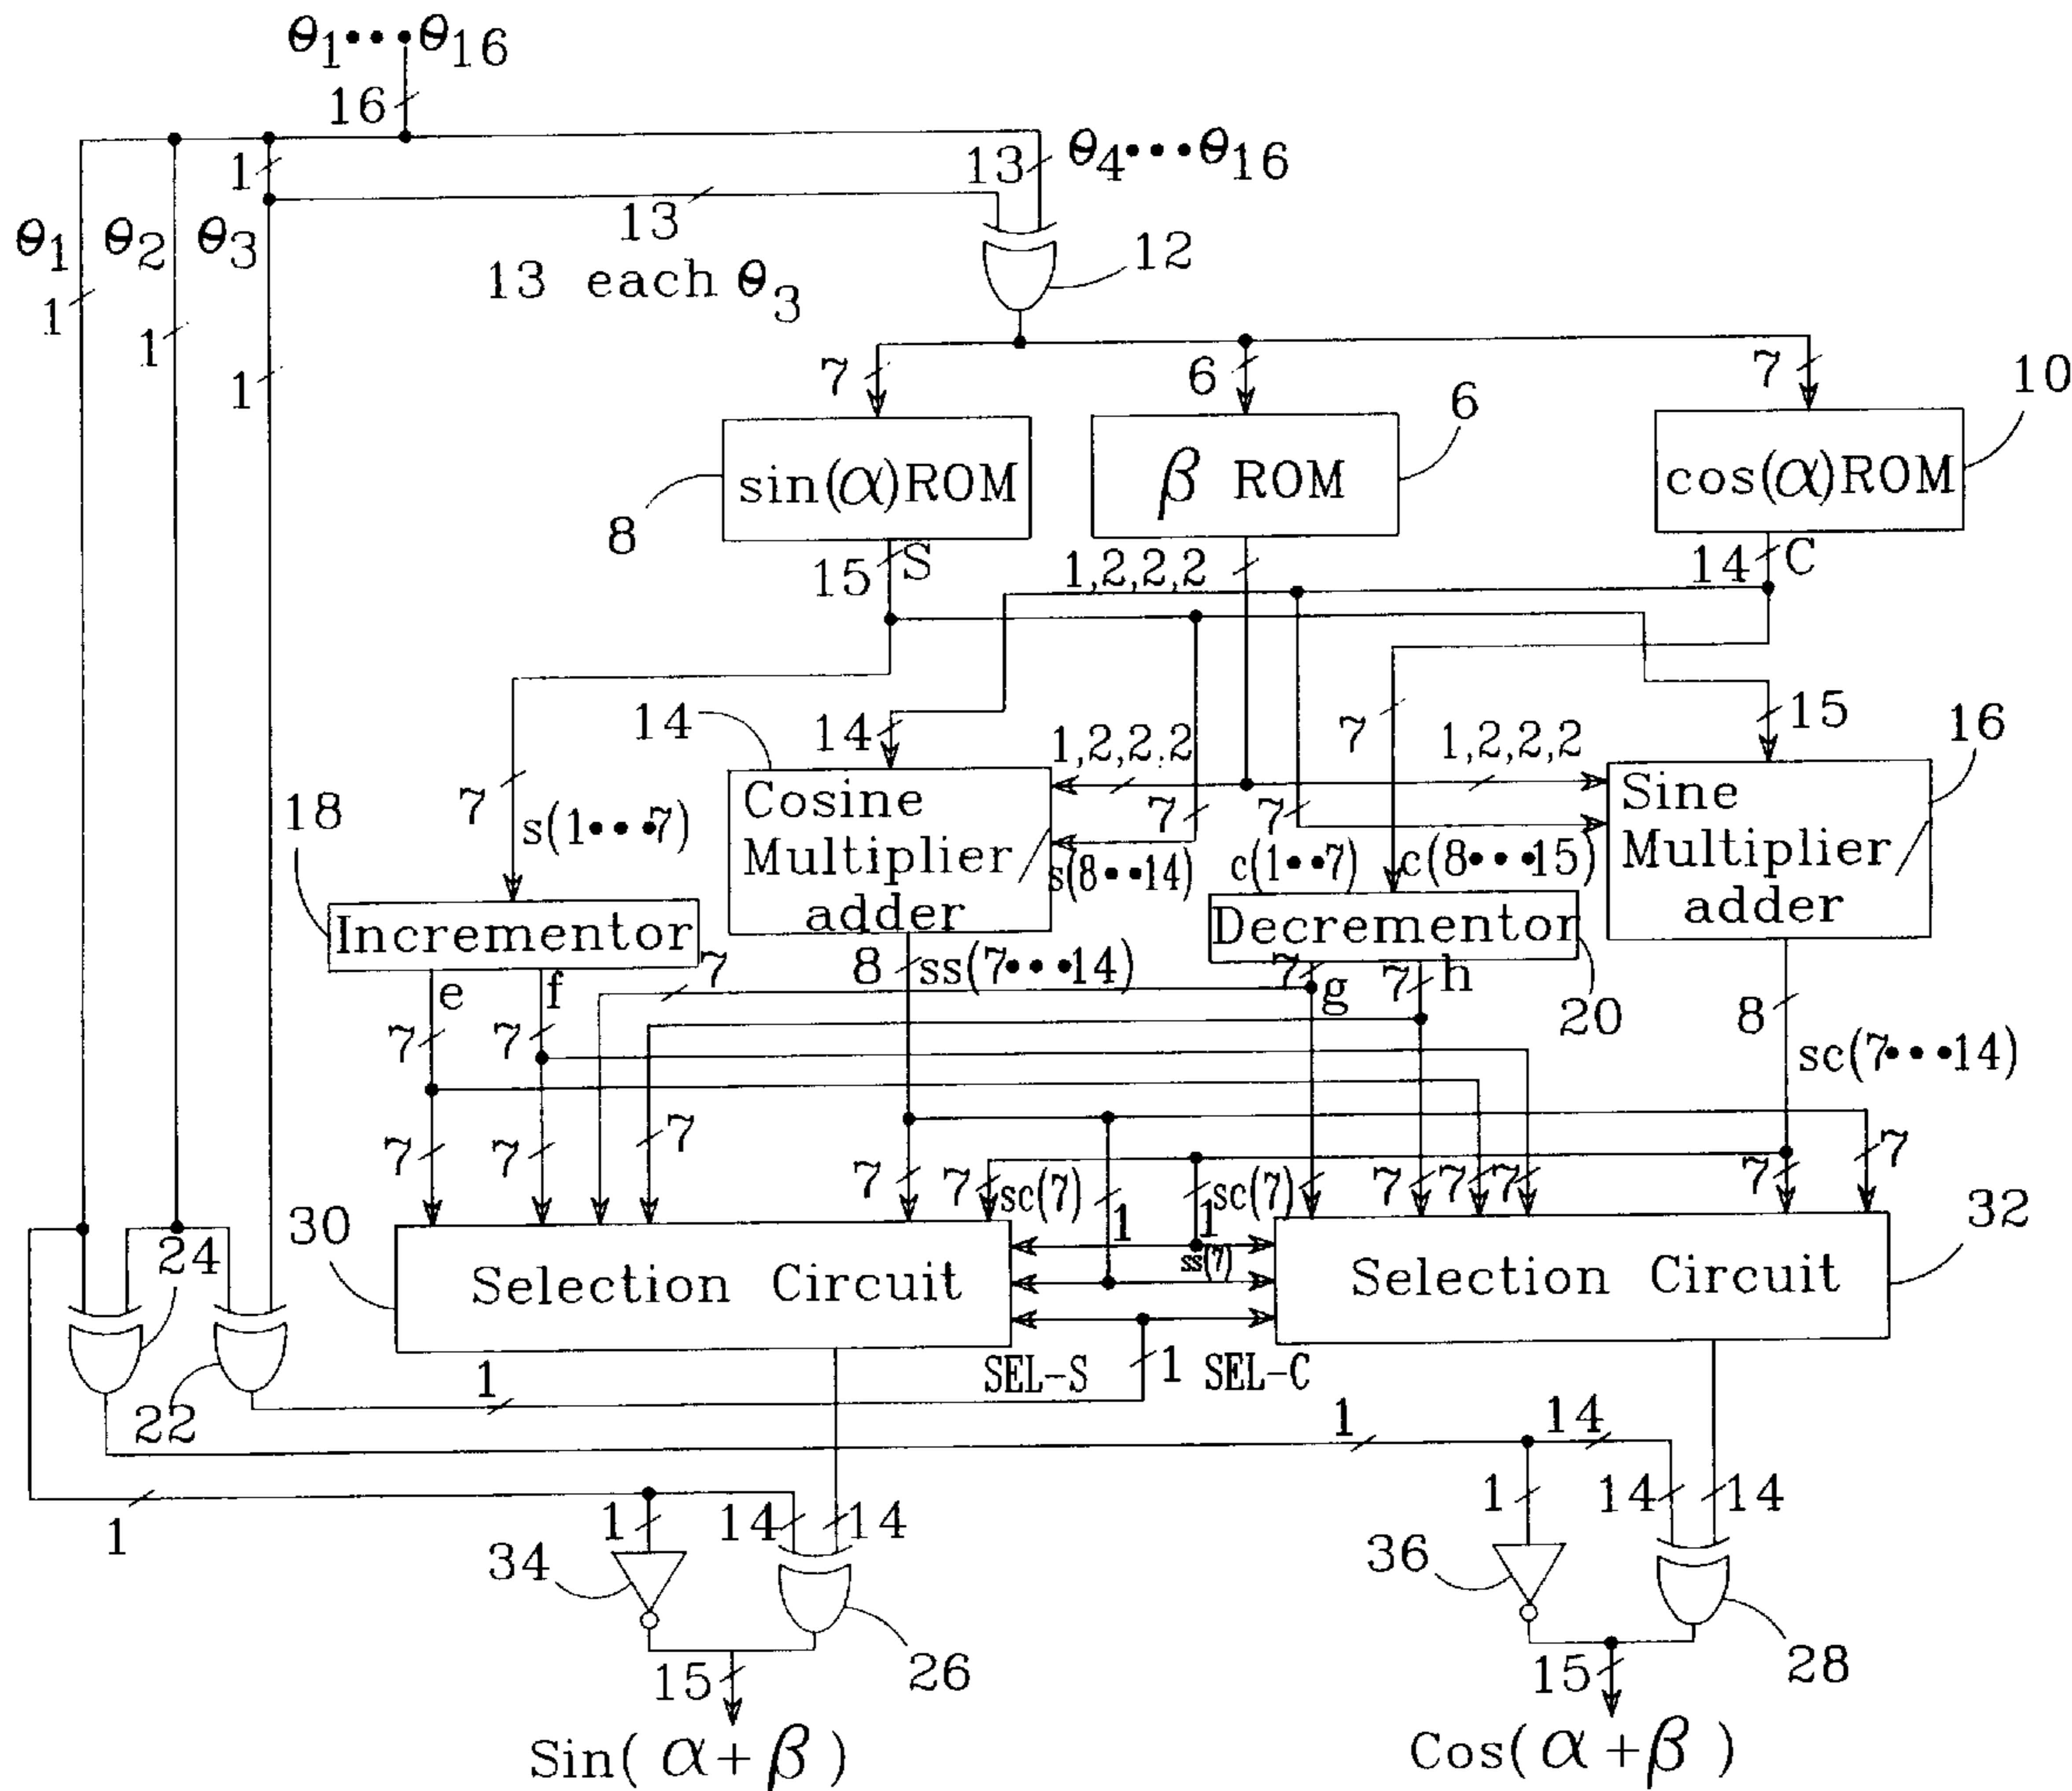 θ1•••θ16
16
1
13
θ4•••θ16
13
13 each θ3
θ1
θ2
θ3
1
1
1
12
7
6
7
10
6
sin(α)ROM
β ROM
cos(α)ROM
8
15
S
1,2,2,2
14
C
14
14
1,2,2,2
7
1,2,2,2
15
16
7
s(1•••7)
18
Cosine
Multiplier/
adder
7
s(8••14)
7
c(1••7)
c(8•••15)
Sine
Multiplier/
adder
Incrementor
Decrementor
20
e
f
7
8
ss(7•••14)
7
g
7
h
8
sc(7•••14)
7
7
7
7
7
7
7
sc(7)
1
1
sc(7)
ss(7)
7
7
7
7
7
30
24
Selection Circuit
Selection Circuit
32
22
1
SEL-S
1
SEL-C
1
14
1
1
14
14
1
14
14
34
26
36
28
15
15
Sin( α+β )
Cos( α+β )